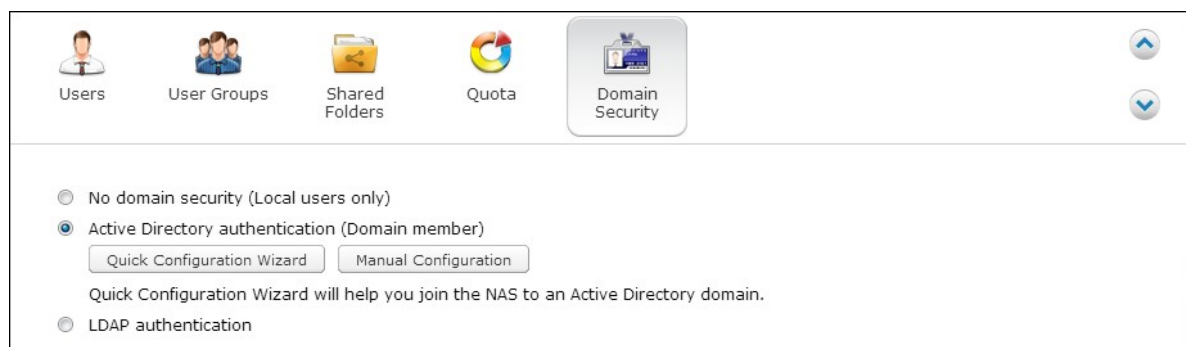 Users
User Groups
Shared
Folders
Quota
Domain
Security
No domain security (Local users only)
Active Directory authentication (Domain member)
Quick Configuration Wizard
Manual Configuration
Quick Configuration Wizard will help you join the NAS to an Active Directory domain.
LDAP authentication